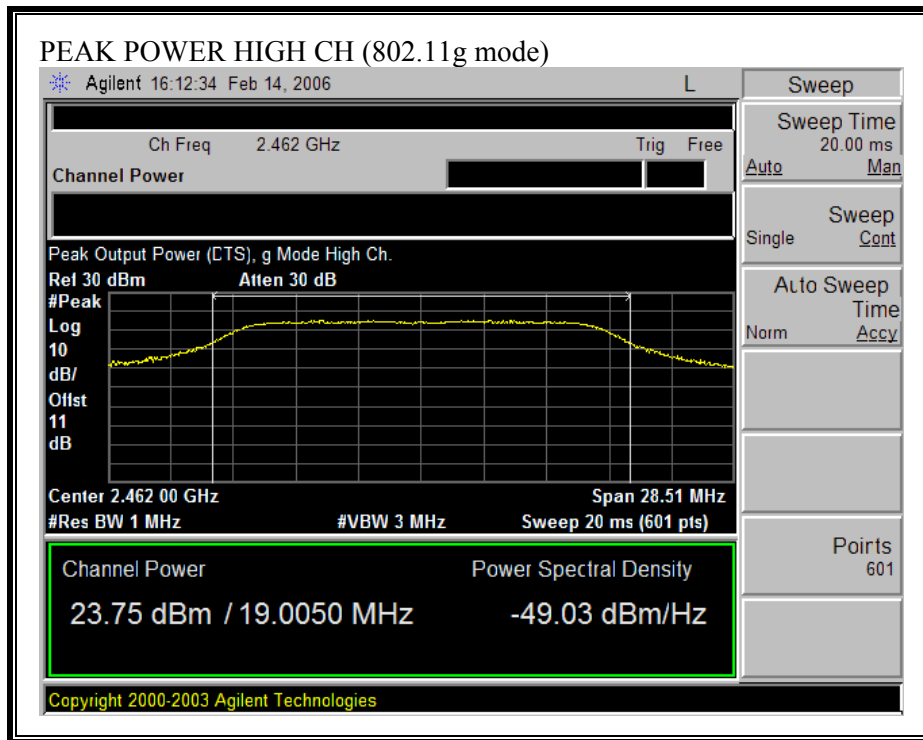 PEAK POWER HIGH CH (802.11g mode)
Agilent 16:12:34 Feb 14, 2006 L
Ch Freq 2.462 GHz Trig Free
Channel Power
Peak Output Power (DTS), g Mode High Ch.
Ref 30 dBm Atten 30 dB
#Peak
Log
10
dB/
Offst
11
dB
Center 2.462 00 GHz Span 28.51 MHz
#Res BW 1 MHz #VBW 3 MHz Sweep 20 ms (601 pts)
Channel Power Power Spectral Density
23.75 dBm / 19.0050 MHz -49.03 dBm/Hz
Copyright 2000-2003 Agilent Technologies
Sweep
Sweep Time
20.00 ms
Auto Man
Sweep
Single Cont
Auto Sweep
Time
Norm Accy
Points
601